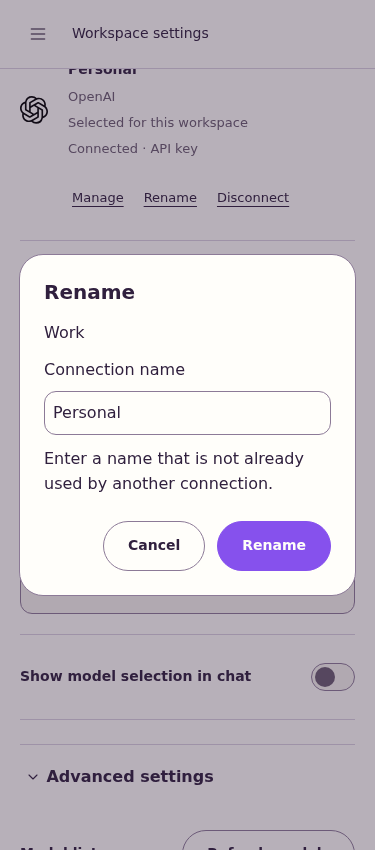 Workspace settings
Personal
OpenAI
Selected for this workspace
Connected · API key
Manage Rename Disconnect
Rename
Work
Connection name
Personal
Enter a name that is not already
used by another connection.
Cancel Rename
Show model selection in chat
Advanced settings